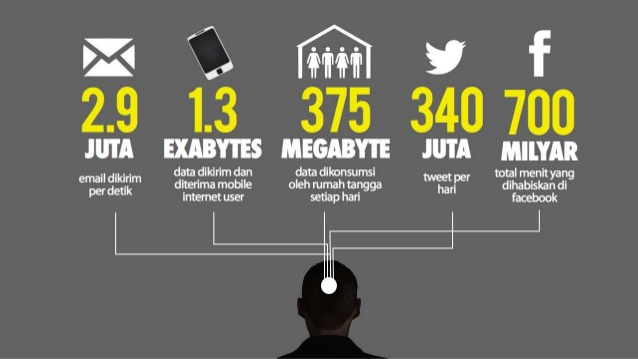 2.9
JUTA
email dikirim
per detik
1.3
EXABYTES
data dikirim dan
diterima mobile
internet user
375
MEGABYTE
data dikonsumsi
oleh rumah tangga
setiap hari
340
JUTA
tweet per
hari
700
MILYAR
total menit yang
dihabiskan di
facebook